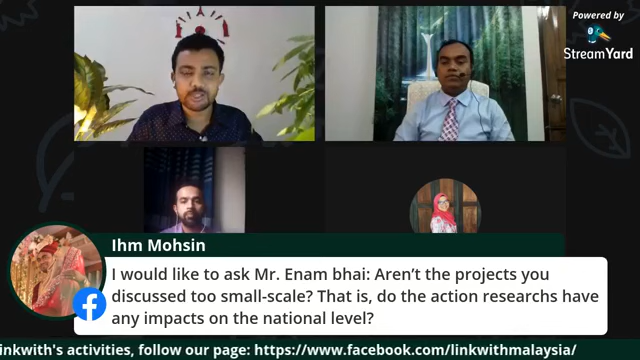 Powered by
StreamYard
Ihm Mohsin
I would like to ask Mr. Enam bhai: Aren't the projects you
discussed too small-scale? That is, do the action researchs have
any impacts on the national level?
inkwith's activities, follow our page: https://www.facebook.com/linkwithmalaysia/